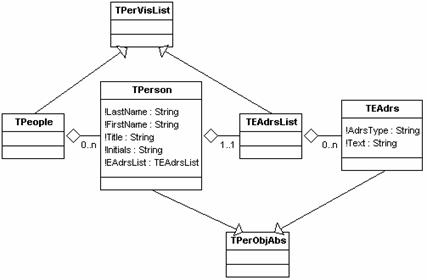 TPerVisList
TPeople
0..n
TPerson
!LastName : String
!FirstName : String
!Title : String
!Initials : String
!EAdrsList : TEAdrsList
1..1
TEAdrsList
0..n
TEAdrs
!AdrsType : String
!Text : String
TPerObjAbs